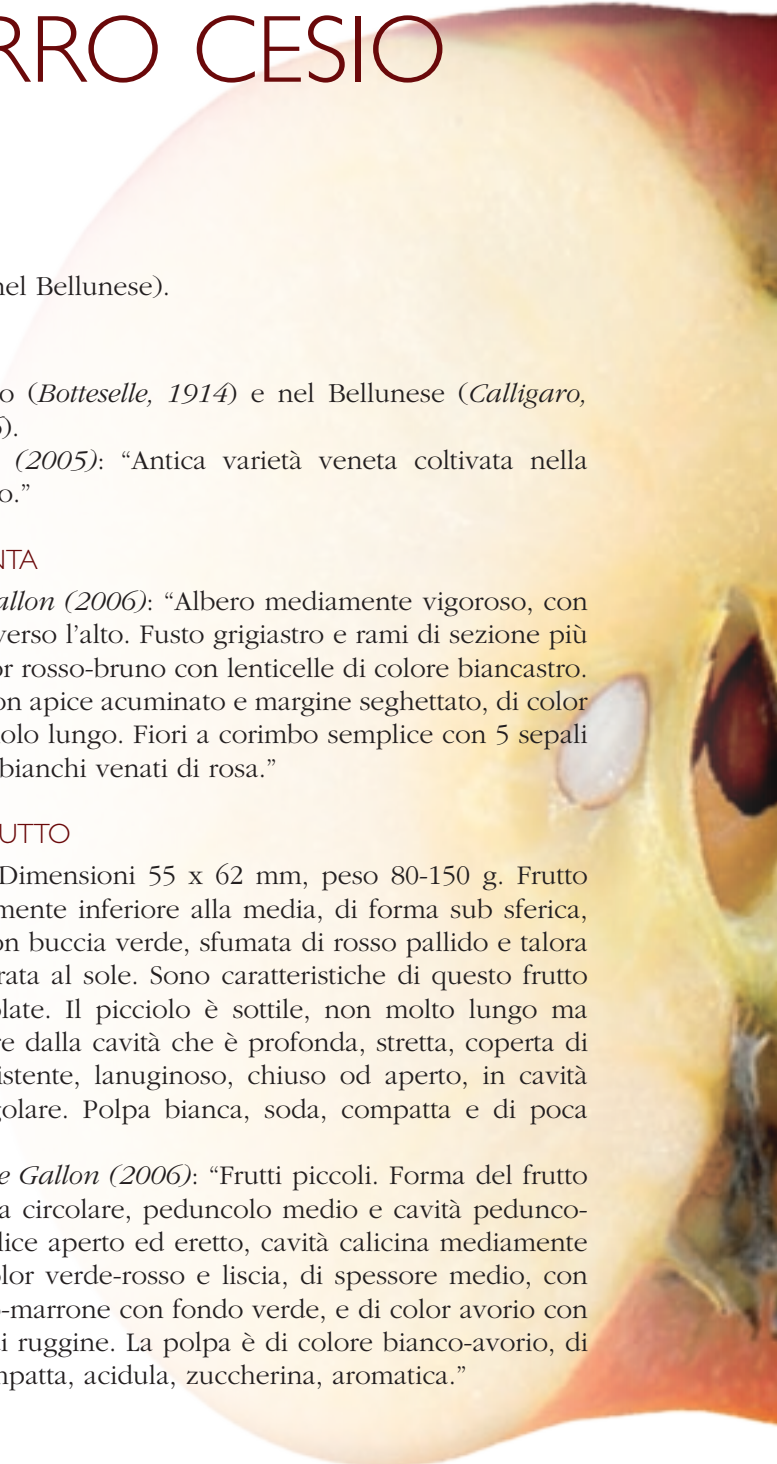 RRO CESIO
nel Bellunese).
o (Botteselle, 1914) e nel Bellunese (Calligaro,
).
(2005): “Antica varietà veneta coltivata nella
o.”
NTA
allon (2006): “Albero mediamente vigoroso, con
verso l’alto. Fusto grigiastro e rami di sezione più
or rosso-bruno con lenticelle di colore biancastro.
on apice acuminato e margine seghettato, di color
olo lungo. Fiori a corimbo semplice con 5 sepali
bianchi venati di rosa.”
RUTTO
Dimensioni 55 x 62 mm, peso 80-150 g. Frutto
mente inferiore alla media, di forma sub sferica,
on buccia verde, sfumata di rosso pallido e talora
rata al sole. Sono caratteristiche di questo frutto
olate. Il picciolo è sottile, non molto lungo ma
re dalla cavità che è profonda, stretta, coperta di
istente, lanuginoso, chiuso od aperto, in cavità
golare. Polpa bianca, soda, compatta e di poca
e Gallon (2006): “Frutti piccoli. Forma del frutto
a circolare, peduncolo medio e cavità pedunco-
lice aperto ed eretto, cavità calicina mediamente
olor verde-rosso e liscia, di spessore medio, con
o-marrone con fondo verde, e di color avorio con
di ruggine. La polpa è di colore bianco-avorio, di
mpatta, acidula, zuccherina, aromatica.”